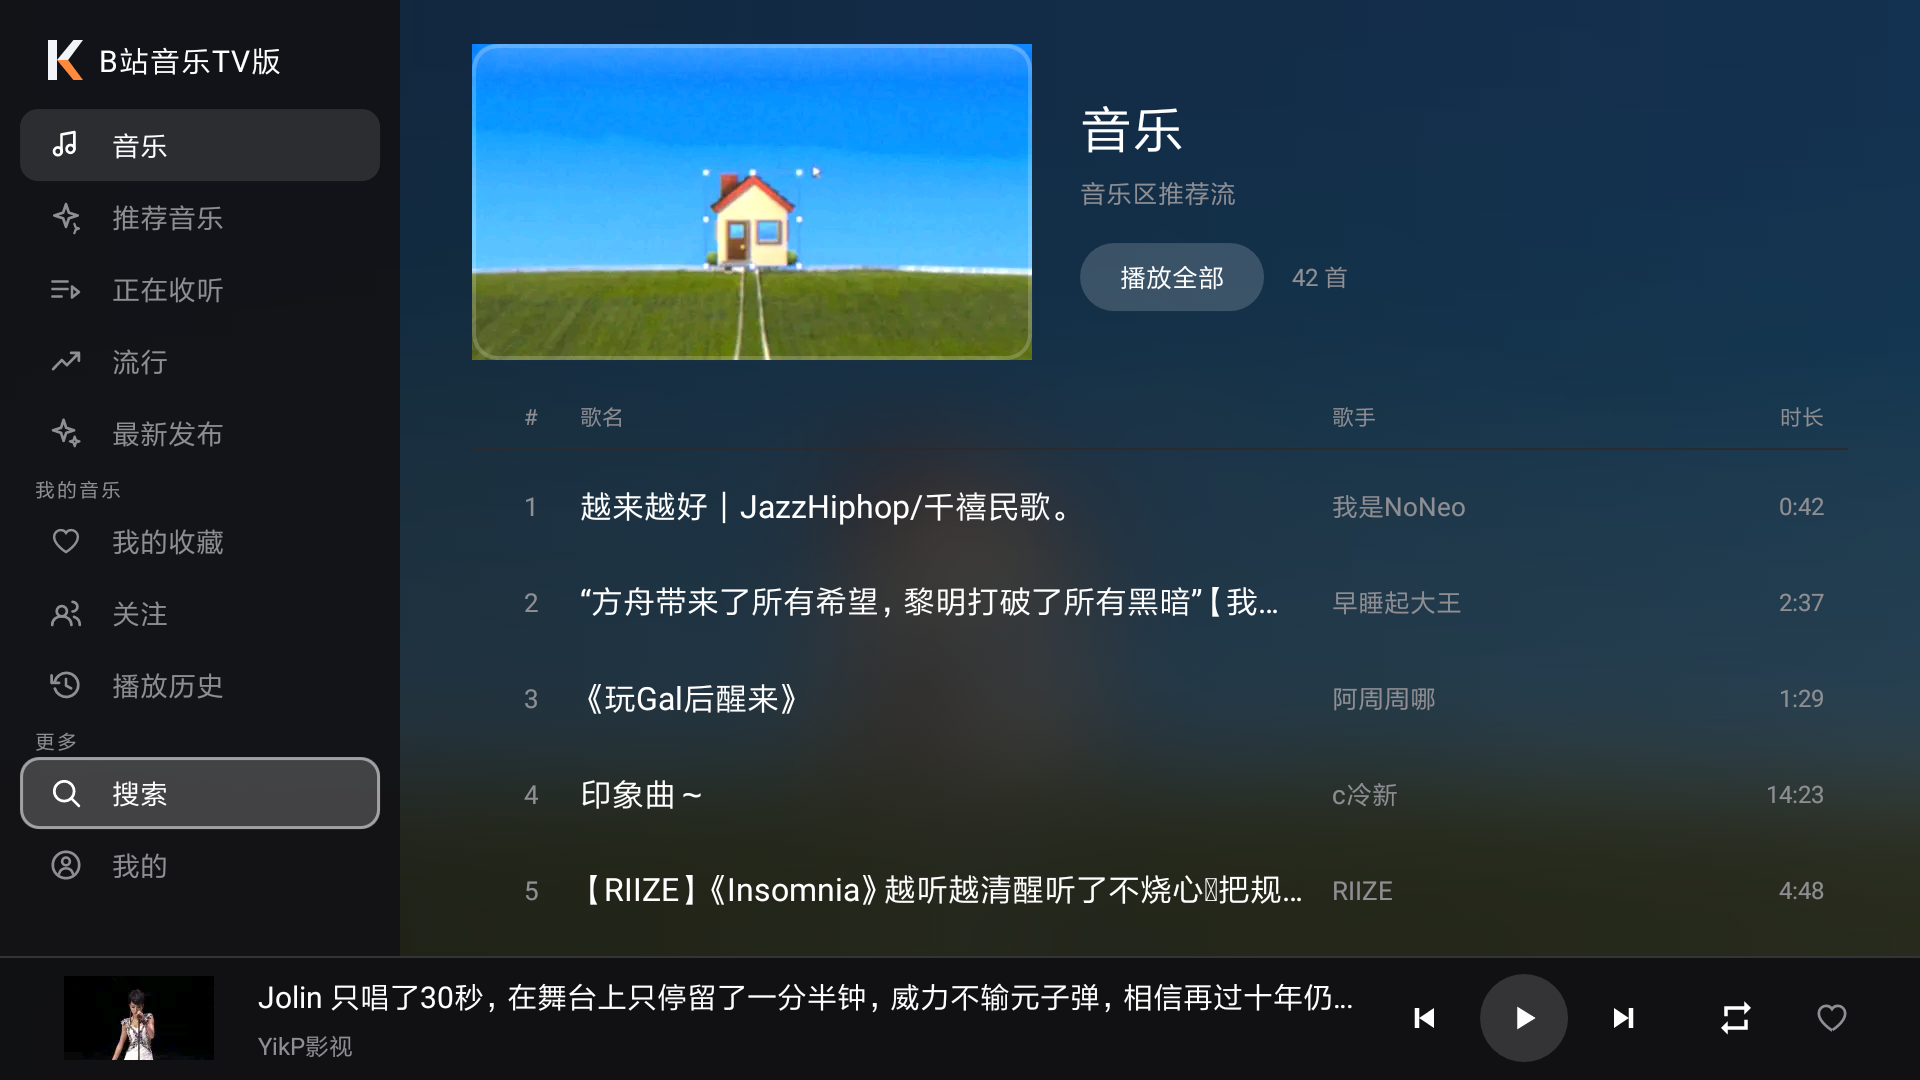 B站音乐TV版
音乐
推荐音乐
正在收听
流行
最新发布
我的音乐
我的收藏
关注
播放历史
更多
搜索
我的
音乐
音乐区推荐流
播放全部 42 首
# 歌名 歌手 时长
1 越来越好｜JazzHiphop/千禧民歌。 我是NoNeo 0:42
2 “方舟带来了所有希望，黎明打破了所有黑暗”【我… 早睡起大王 2:37
3 《玩Gal后醒来》 阿周周哪 1:29
4 印象曲～ c冷新 14:23
5 【RIIZE】《Insomnia》越听越清醒听了不烧心把规… RIIZE 4:48
Jolin 只唱了30秒，在舞台上只停留了一分半钟，威力不输元子弹，相信再过十年仍…
YikP影视